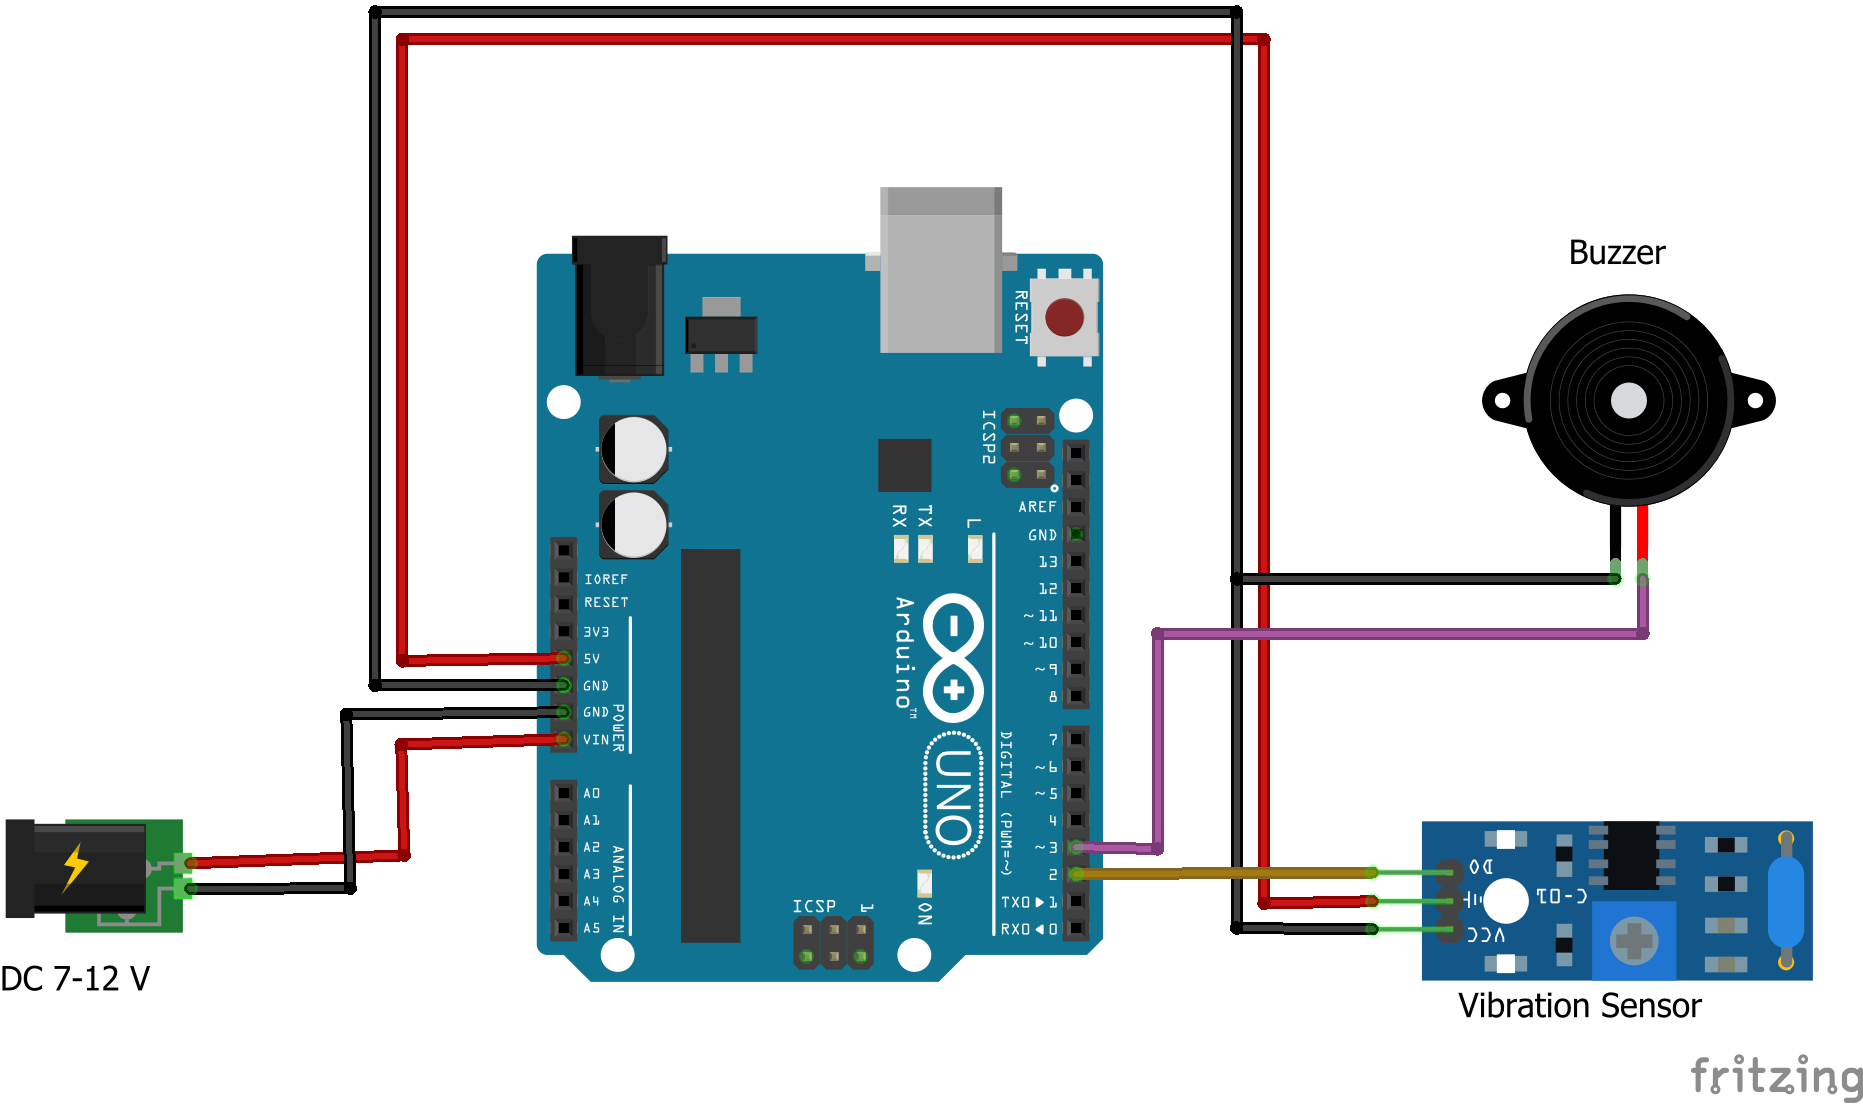 Buzzer
RESET
ICSP2
AREF
GND
RX
TX
L
13
12
~11
~10
~9
8
IOREF
RESET
3V3
5V
GND
GND
VIN
POWER
Arduino™
UNO
DIGITAL (PWM=~)
7
~6
~5
4
~3
2
TX0▶1
RX0◀0
A0
A1
A2
A3
A4
A5
ANALOG IN
ICSP
1
ON
DO
VCC
C-01
DC 7-12 V
Vibration Sensor
fritzing